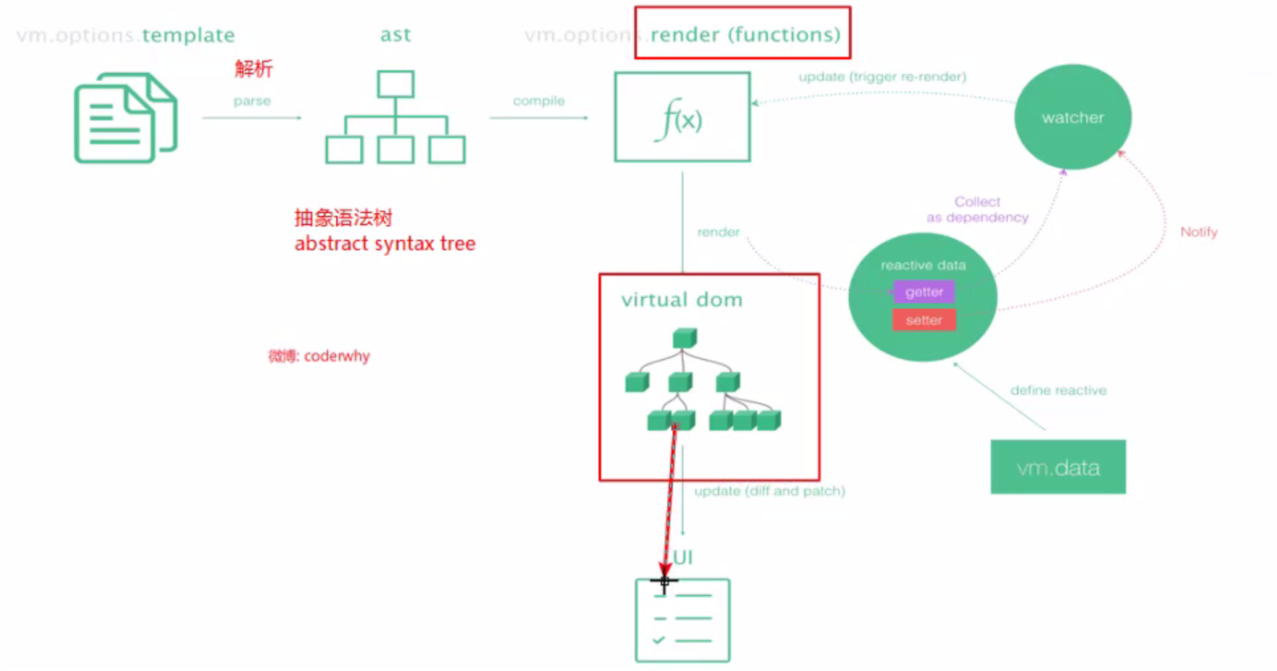 vm.options.template
ast
vm.options.render (functions)
解析
parse
compile
f(x)
update (trigger re-render)
watcher
抽象语法树
abstract syntax tree
Collect
as dependency
render
Notify
reactive data
getter
setter
virtual dom
微博: coderwhy
define reactive
vm.data
update (diff and patch)
UI